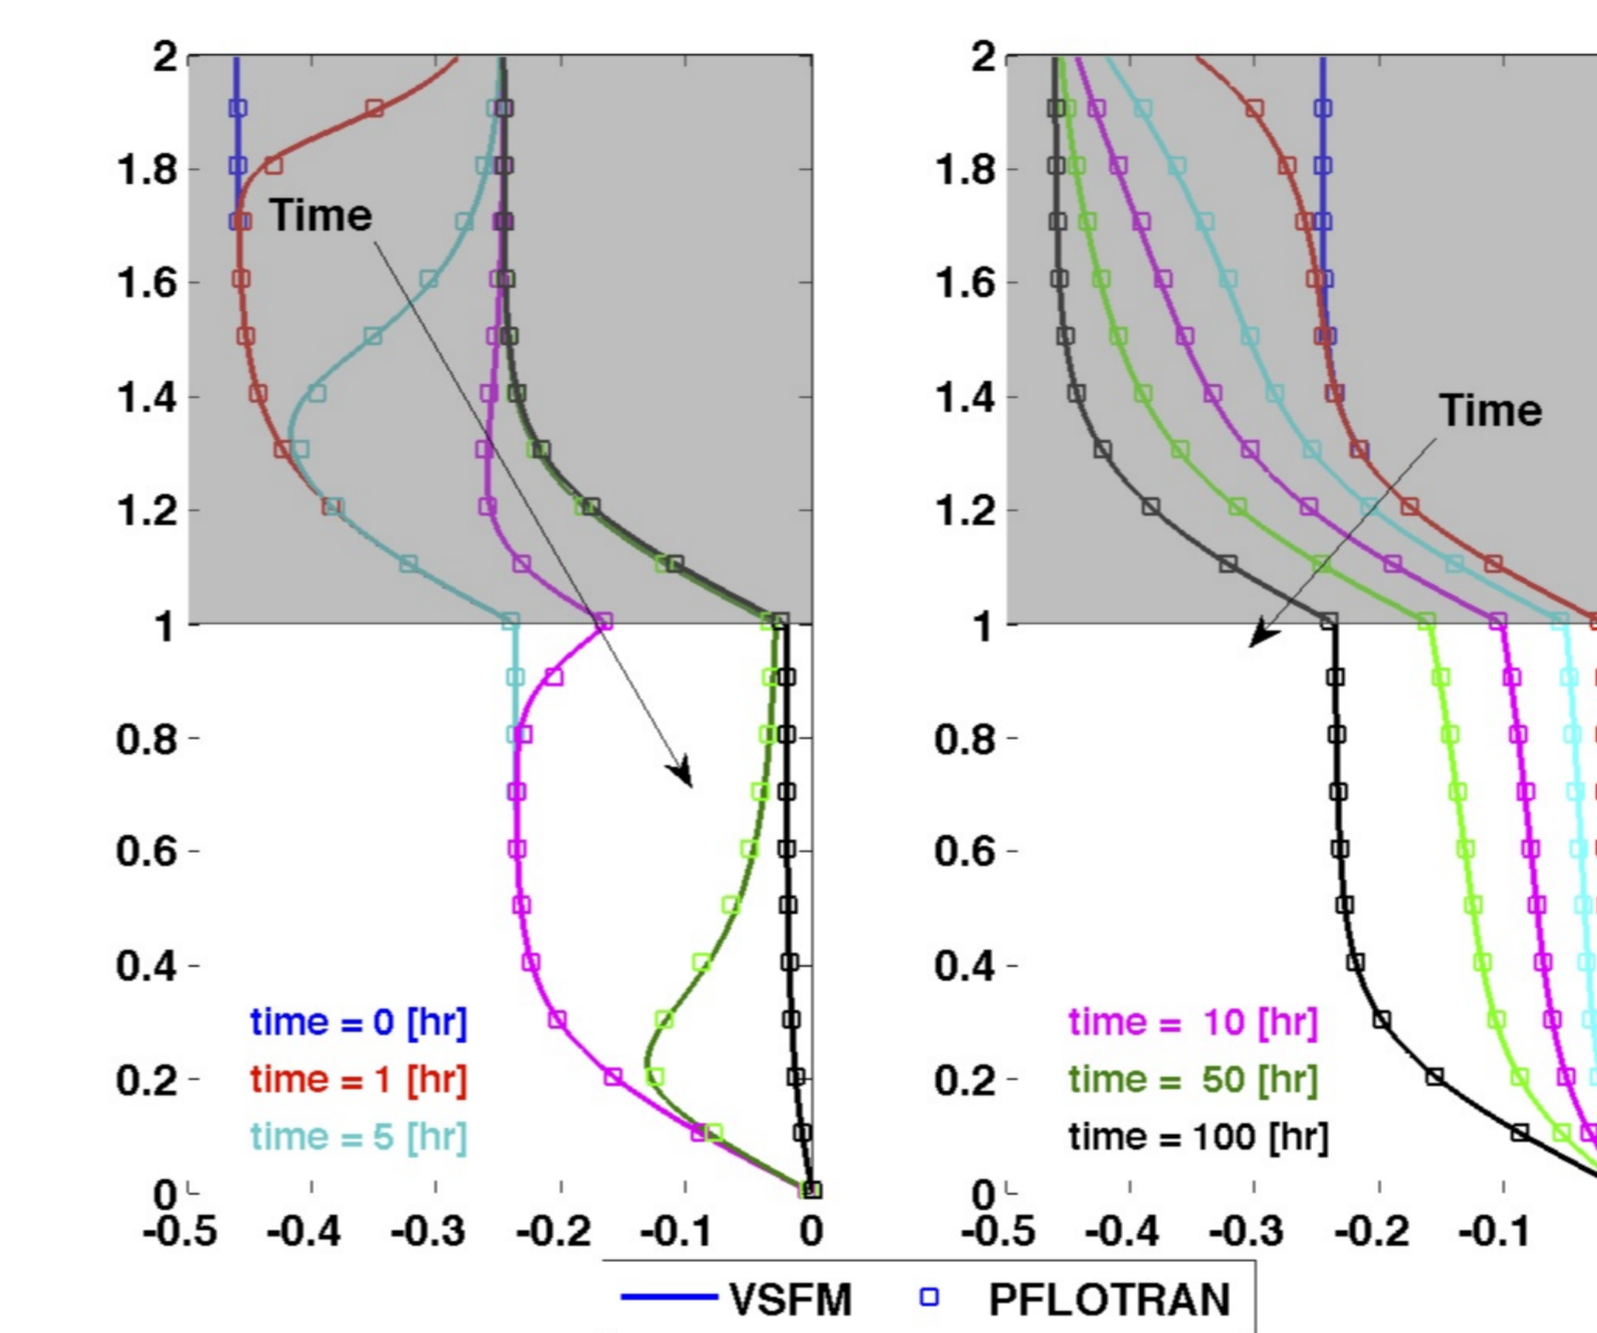 2
1.8
1.6
1.4
1.2
1
0.8
0.6
0.4
0.2
0
-0.5 -0.4 -0.3 -0.2 -0.1 0
Time
time = 0 [hr]
time = 1 [hr]
time = 5 [hr]
2
1.8
1.6
1.4
1.2
1
0.8
0.6
0.4
0.2
0
-0.5 -0.4 -0.3 -0.2 -0.1
Time
time = 10 [hr]
time = 50 [hr]
time = 100 [hr]
VSFM PFLOTRAN